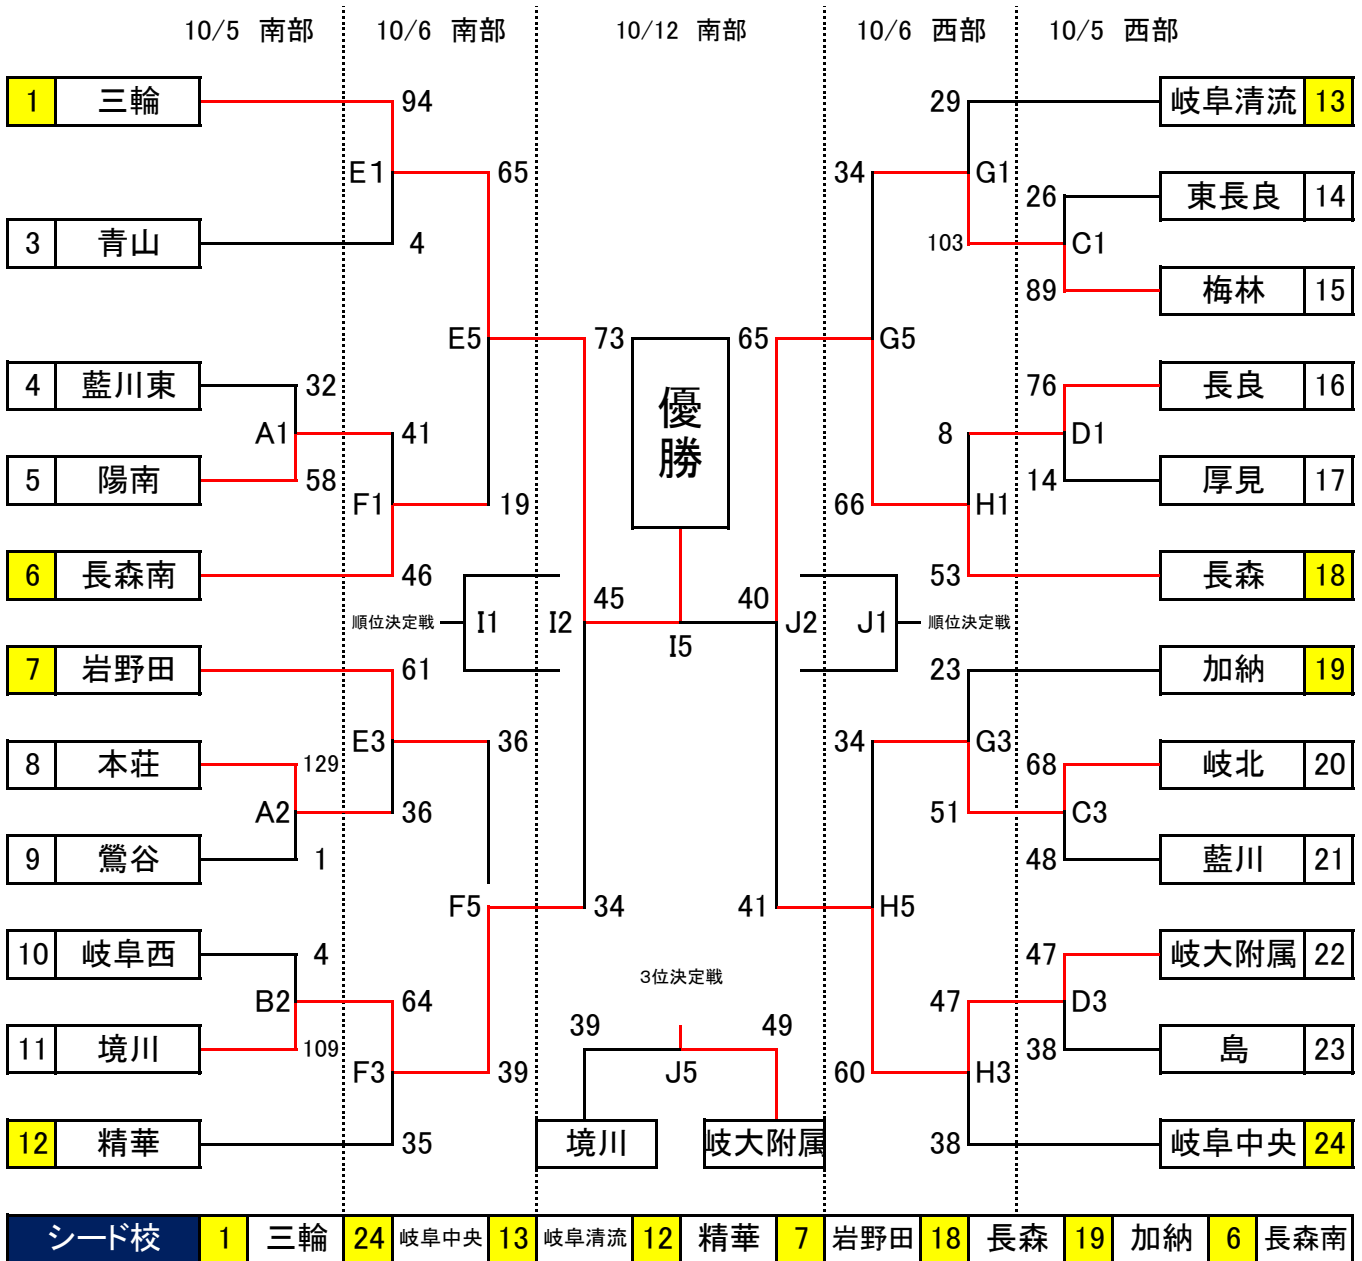 10/5 南部 10/6 南部 10/12 南部 10/6 西部 10/5 西部
1 三輪 94 29 岐阜清流 13
E1 65 34 G1
26 東長良 14
3 青山 4 103 C1
89 梅林 15
E5 73 65 G5
4 藍川東 32 76 長良 16
優勝
A1 41 8 D1
5 陽南 58 14 厚見 17
F1 19 66 H1
6 長森南 46 53 長森 18
45 40
順位決定戦 I1 I2 I5 J2 J1 順位決定戦
7 岩野田 61 23 加納 19
E3 36 34 G3
8 本荘 129 68 岐北 20
A2 36 51 C3
9 鶯谷 1 48 藍川 21
F5 34 41 H5
10 岐阜西 4 47 岐大附属 22
3位決定戦
B2 64 47 D3
39 49
11 境川 109 38 島 23
F3 39 J5 60 H3
12 精華 35 境川 岐大附属 38 岐阜中央 24
シード校 1 三輪 24 岐阜中央 13 岐阜清流 12 精華 7 岩野田 18 長森 19 加納 6 長森南